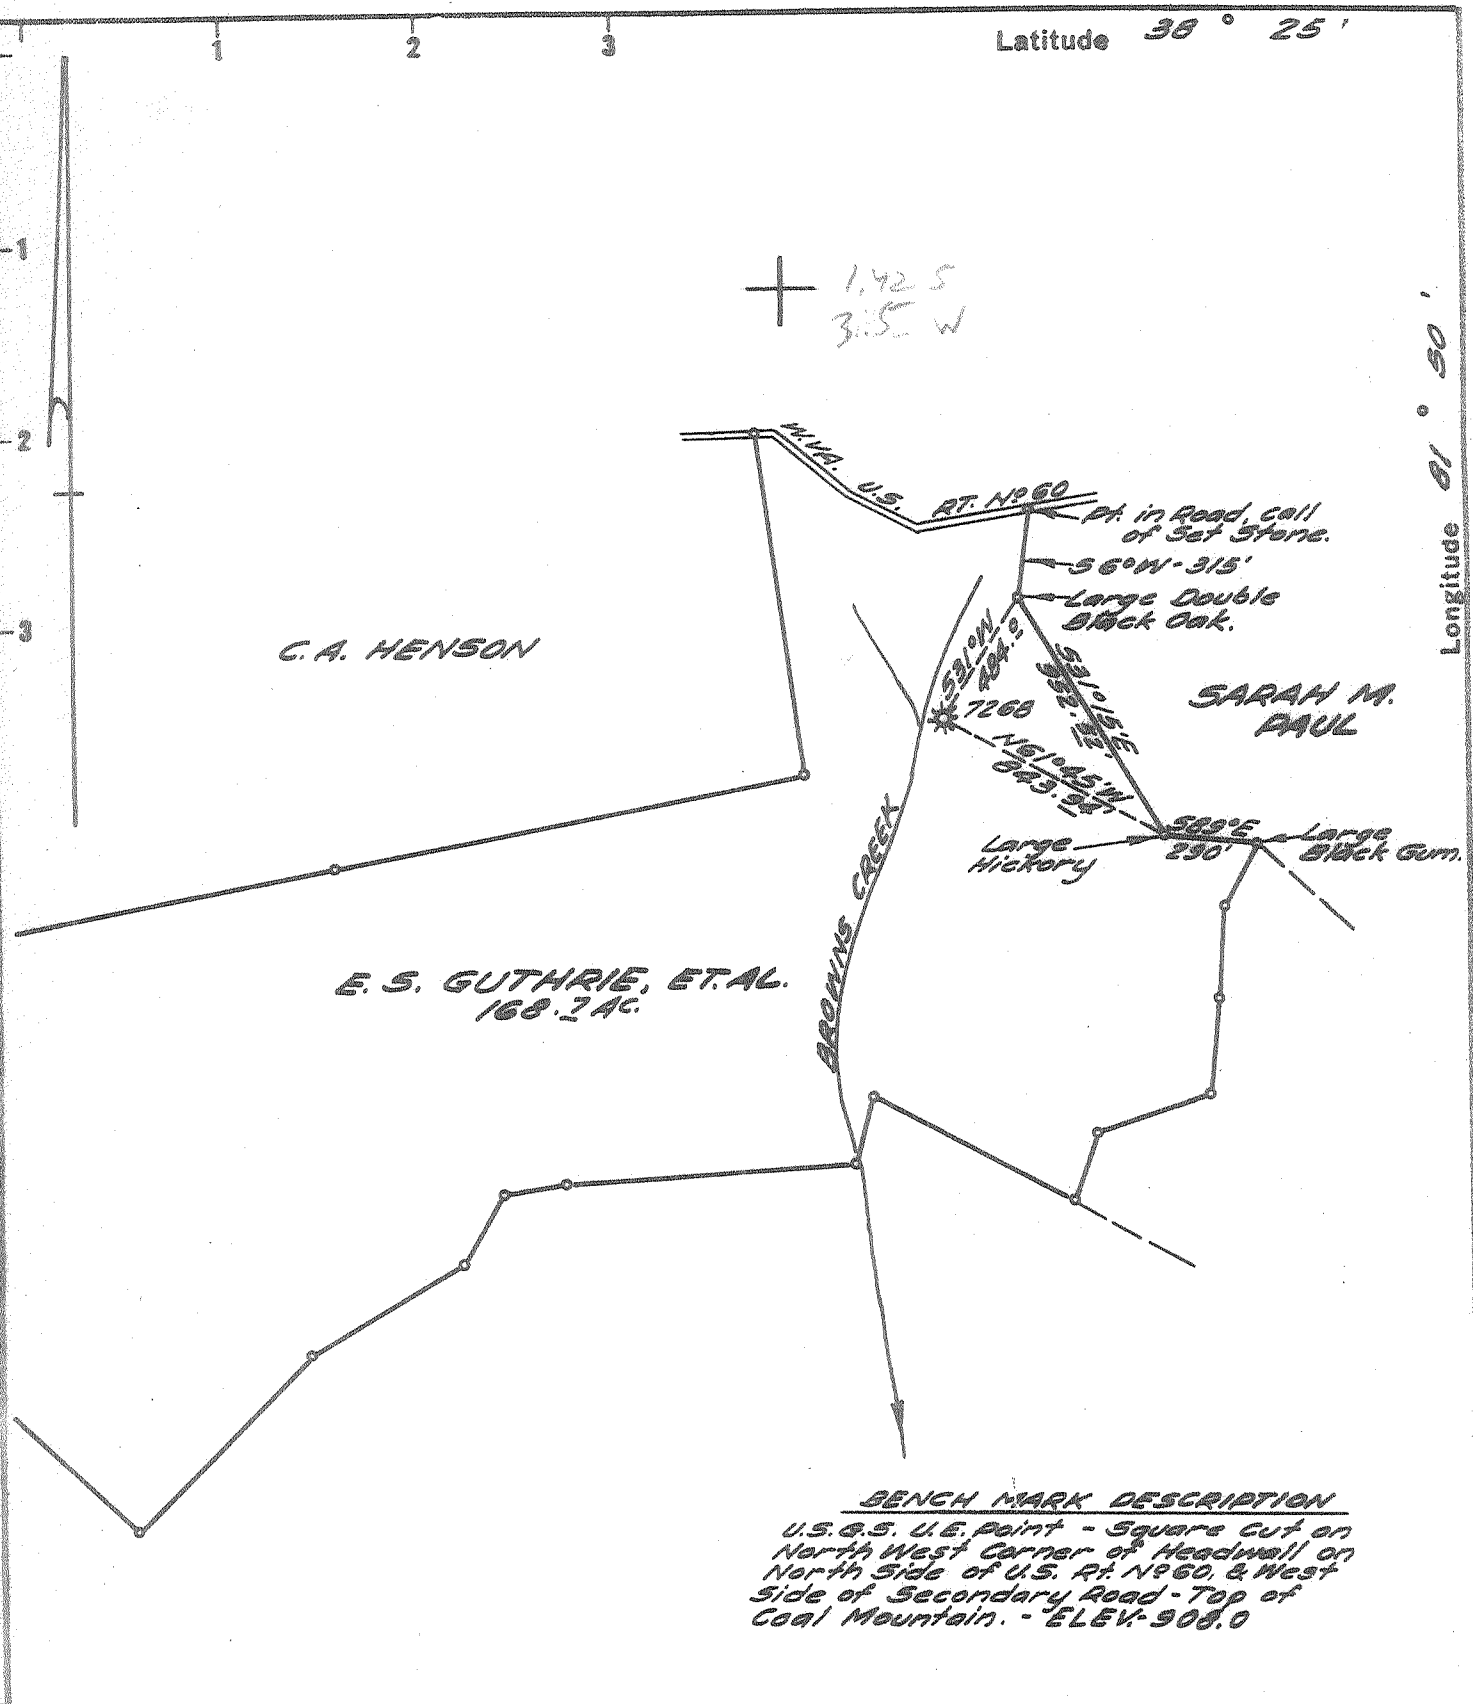 1 2 3
Latitude 38 ° 25 '
1
2
3
Longitude 81 ° 50 '
1.42 S
3.5 W
W.VA.
U.S. RT. Nº 60
Pt. in Road, call
of Set Stone.
S6°W - 315'
Large Double
Black Oak.
C.A. HENSON
S31°W
484.0
7268
S31°15'E
SARAH M.
PAUL
N61°45'W
843.94'
Large
Hickory
S89°E
290'
Large
Black Gum.
BROWNS CREEK
E. S. GUTHRIE, ET.AL.
168.7 Ac.
BENCH MARK DESCRIPTION
U.S.G.S. U.E. Point - Square Cut on
North West Corner of Headwall on
North Side of U.S. Rt. Nº 60, & West
Side of Secondary Road - Top of
Coal Mountain. - ELEV.- 908.0